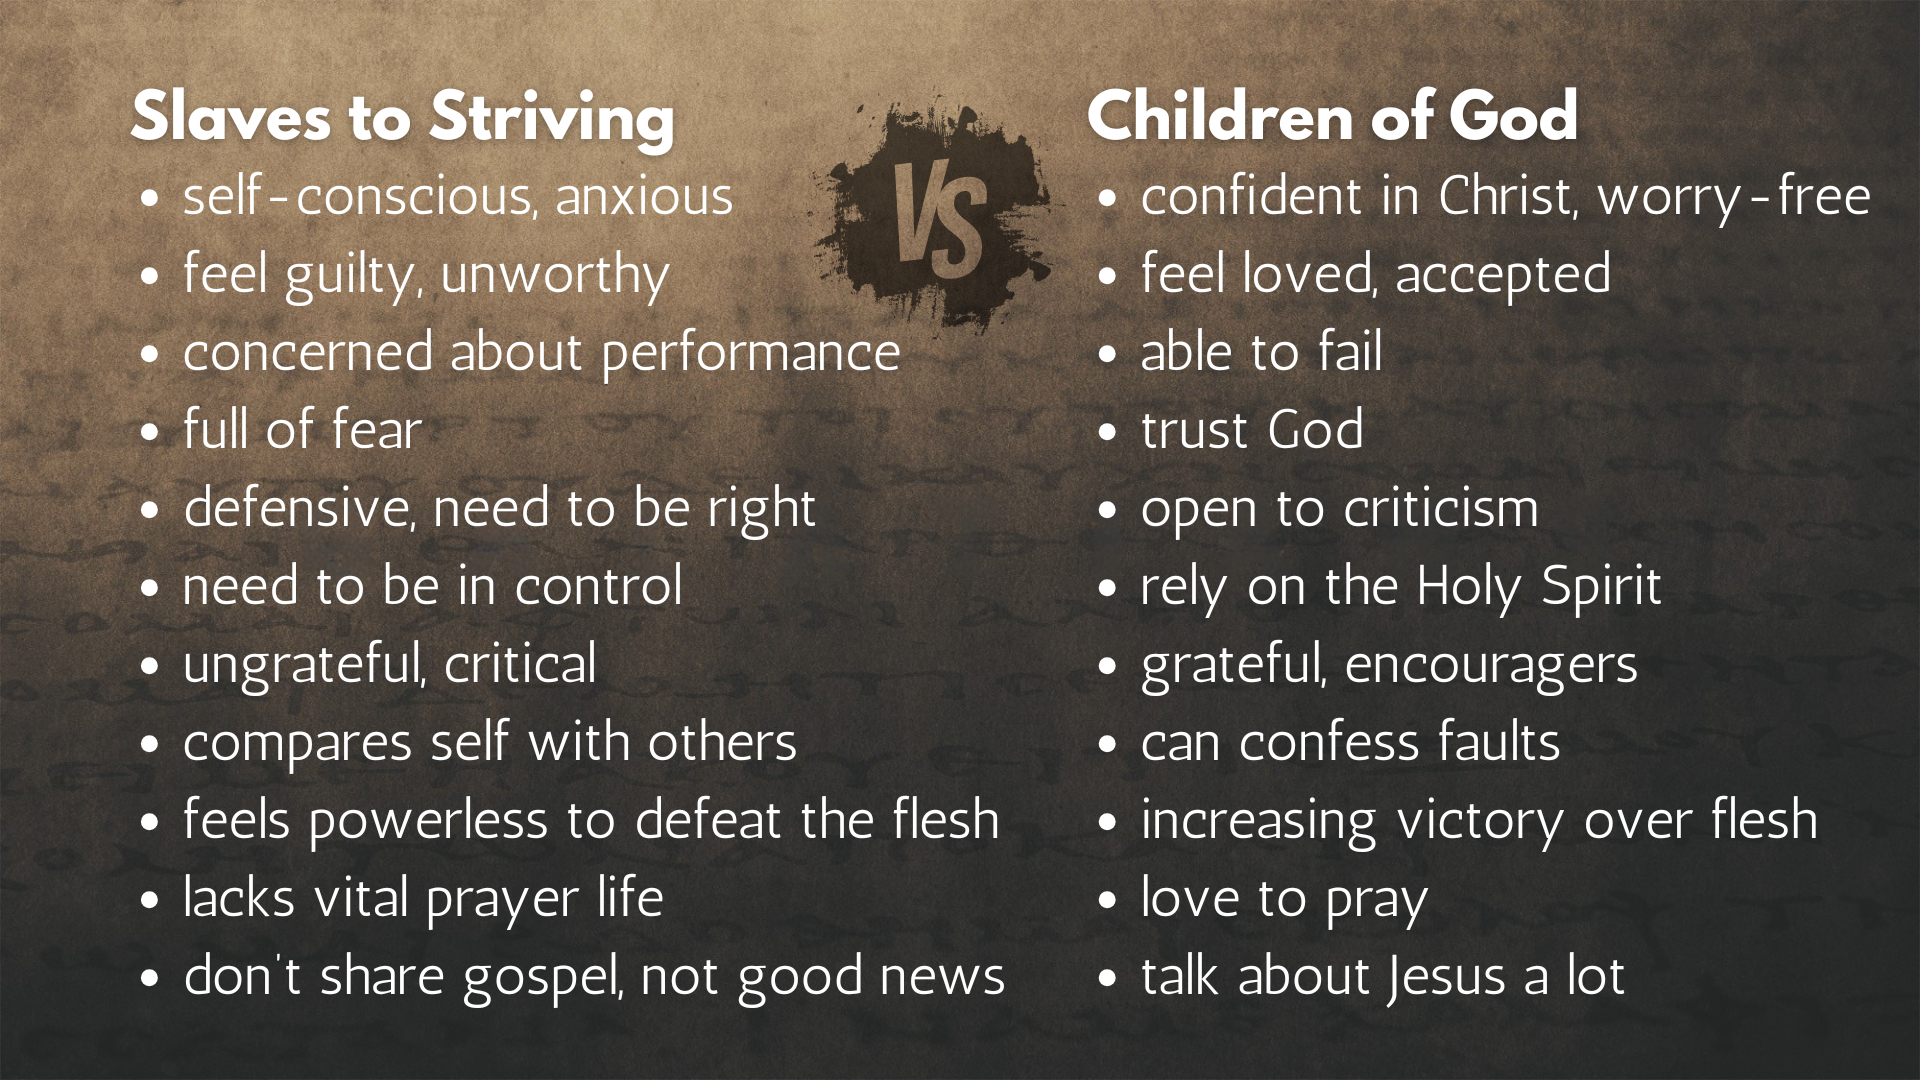 Slaves to Striving
• self-conscious, anxious
• feel guilty, unworthy
• concerned about performance
• full of fear
• defensive, need to be right
• need to be in control
• ungrateful, critical
• compares self with others
• feels powerless to defeat the flesh
• lacks vital prayer life
• don't share gospel, not good news
VS
Children of God
• confident in Christ, worry-free
• feel loved, accepted
• able to fail
• trust God
• open to criticism
• rely on the Holy Spirit
• grateful, encouragers
• can confess faults
• increasing victory over flesh
• love to pray
• talk about Jesus a lot